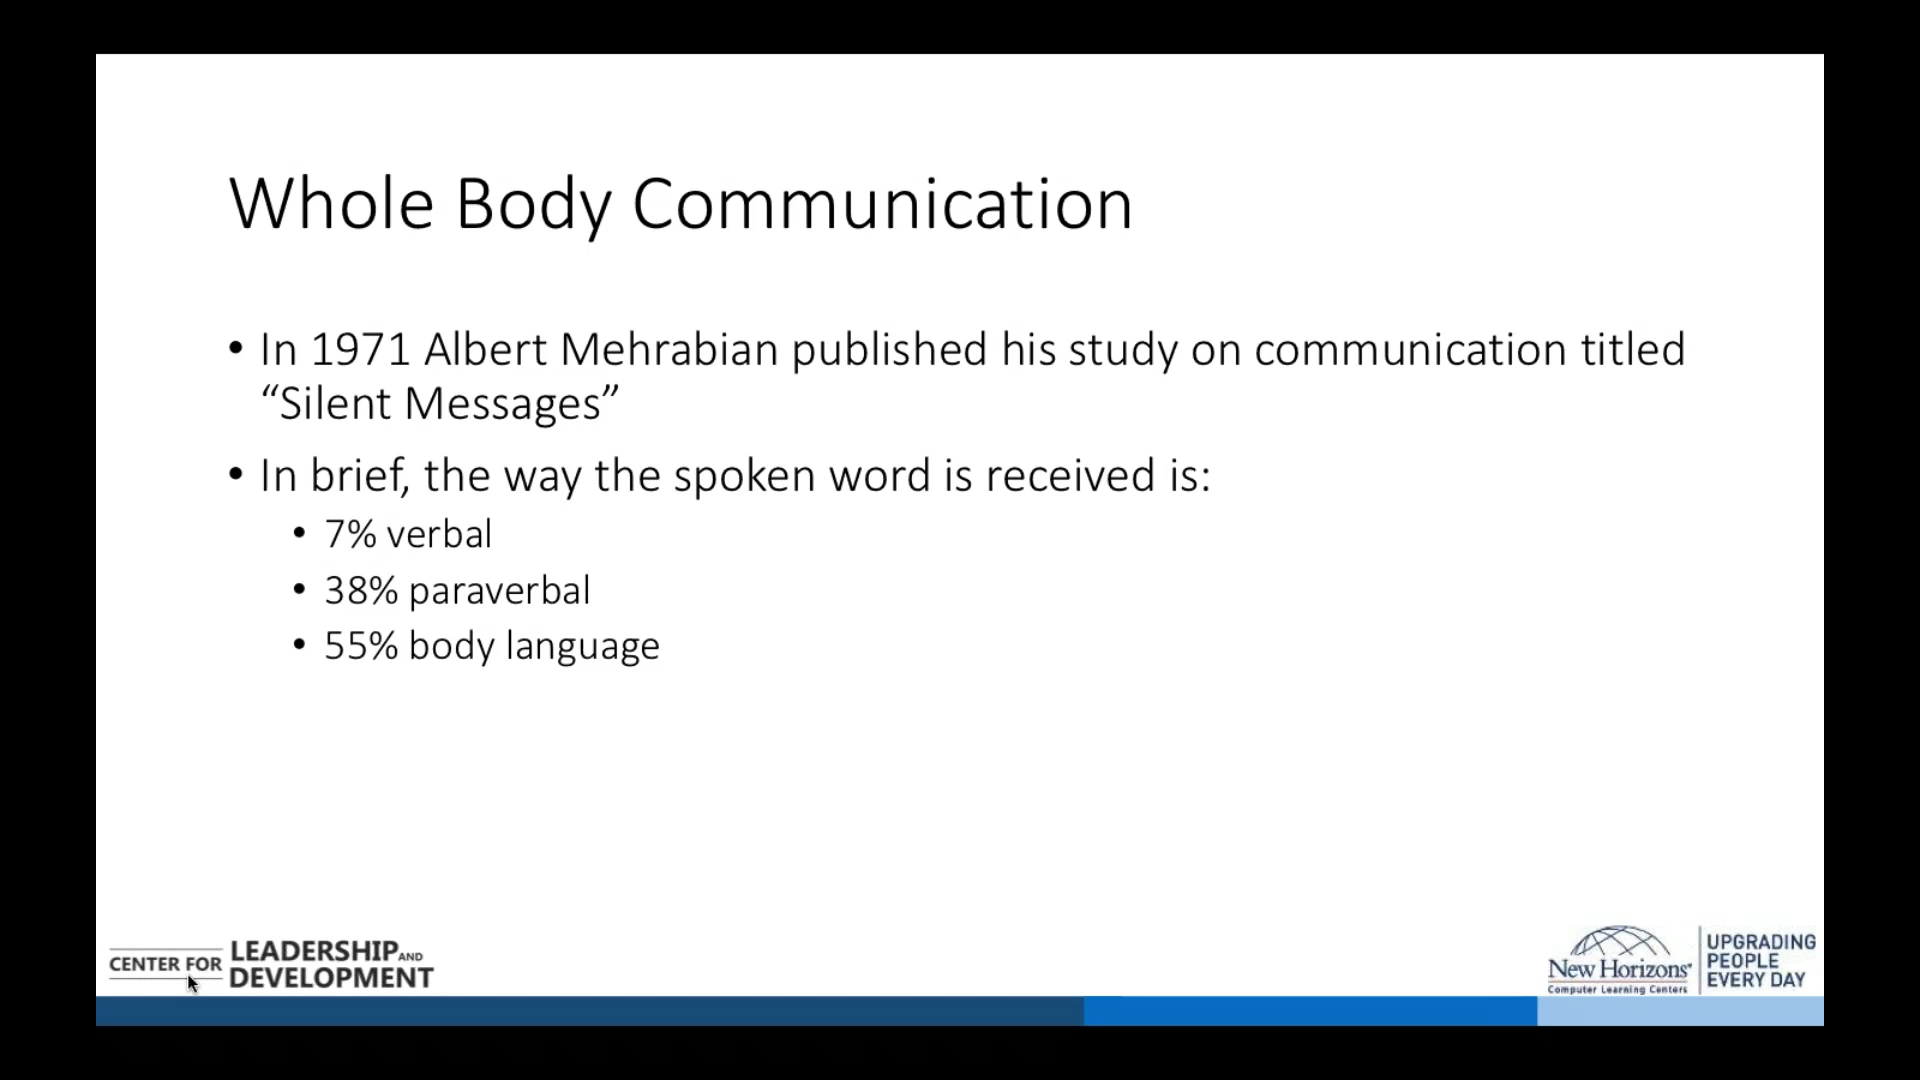 Whole Body Communication
• In 1971 Albert Mehrabian published his study on communication titled
“Silent Messages”
• In brief, the way the spoken word is received is:
• 7% verbal
• 38% paraverbal
• 55% body language
CENTER FOR LEADERSHIP AND DEVELOPMENT
New Horizons®
Computer Learning Centers
UPGRADING
PEOPLE
EVERY DAY